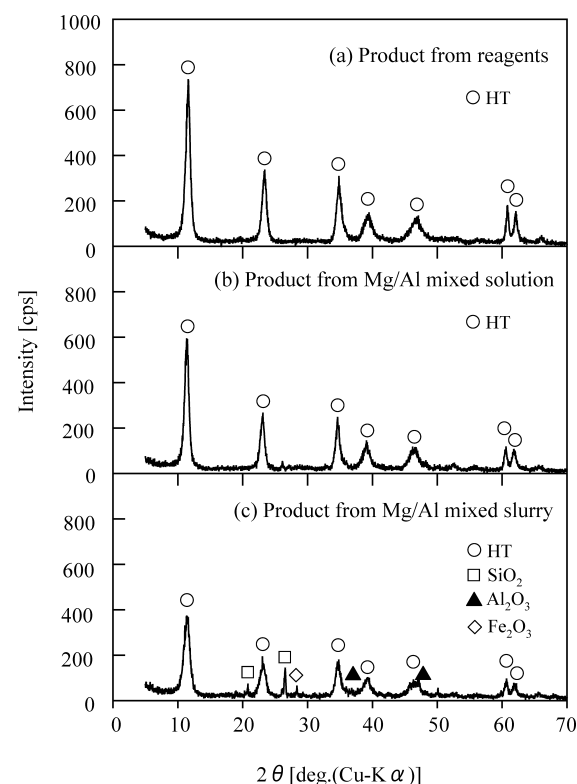 1000
(a) Product from reagents
800
HT
600
400
200
0
(b) Product from Mg/Al mixed solution
800
HT
600
400
200
0
(c) Product from Mg/Al mixed slurry
800
HT
SiO2
600
Al2O3
Fe2O3
400
200
0
0 10 20 30 40 50 60 70
Intensity [cps]
2 θ [deg.(Cu-K α)]